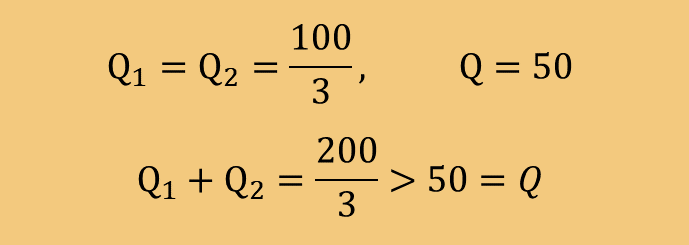 Q₁ = Q₂ = 100/3, Q = 50
Q₁ + Q₂ = 200/3 > 50 = Q